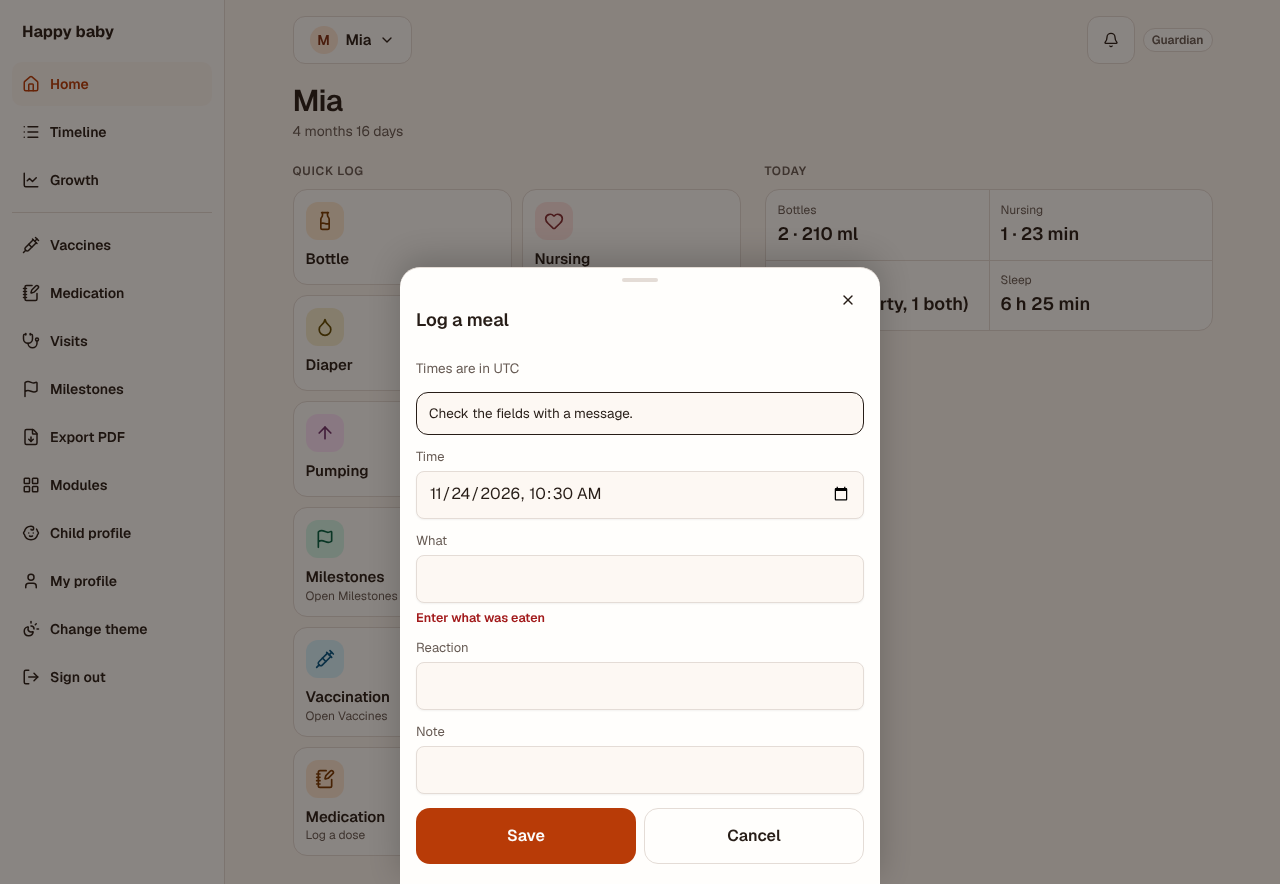 Happy baby
Home
Timeline
Growth
Vaccines
Medication
Visits
Milestones
Export PDF
Modules
Child profile
My profile
Change theme
Sign out
M Mia
Guardian
Mia
4 months 16 days
QUICK LOG
Bottle
Nursing
Diaper
Pumping
Milestones
Open Milestones
Vaccination
Open Vaccines
Medication
Log a dose
TODAY
Bottles
2 · 210 ml
Nursing
1 · 23 min
1 both)
Sleep
6 h 25 min
Log a meal
Times are in UTC
Check the fields with a message.
Time
11/24/2026, 10:30 AM
What
Enter what was eaten
Reaction
Note
Save
Cancel